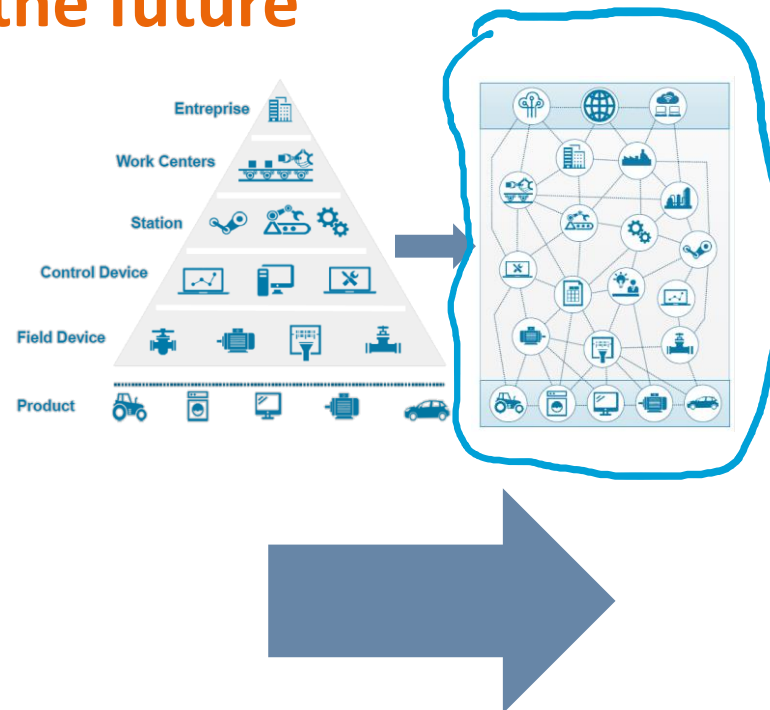 the future
Entreprise
Work Centers
Station
Control Device
Field Device
Product